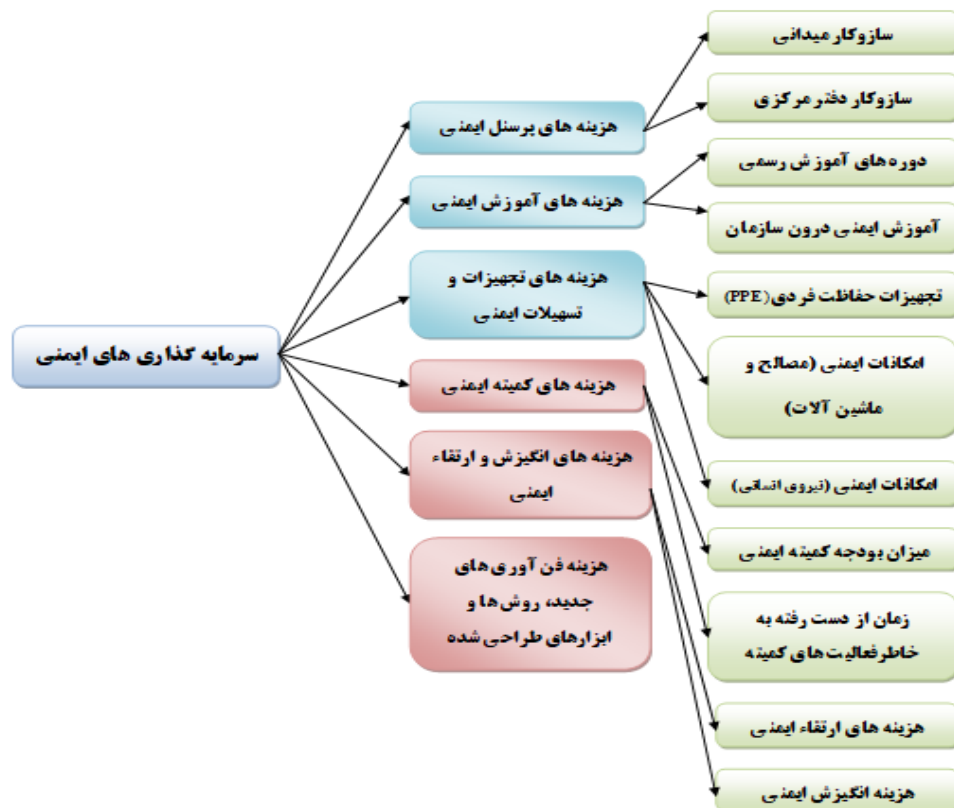 سرمایه گذاری های ایمنی
هزینه های پرسنل ایمنی
هزینه های آموزش ایمنی
هزینه های تجهیزات و
تسهیلات ایمنی
هزینه های کمیته ایمنی
هزینه های انگیزش و ارتقاء
ایمنی
هزینه فن آوری‌های
جدید، روش ها و
ابزارهای طراحی شده
سازوکار میدانی
سازوکار دفتر مرکزی
دوره های آموزش رسمی
آموزش ایمنی درون سازمان
تجهیزات حفاظت فردی(PPE)
امکانات ایمنی (مصالح و
ماشین آلات)
امکانات ایمنی (نیروی انسانی)
میزان بودجه کمیته ایمنی
زمان از دست رفته به
خاطرفعالیت‌های کمیته
هزینه های ارتقاء ایمنی
هزینه انگیزش ایمنی